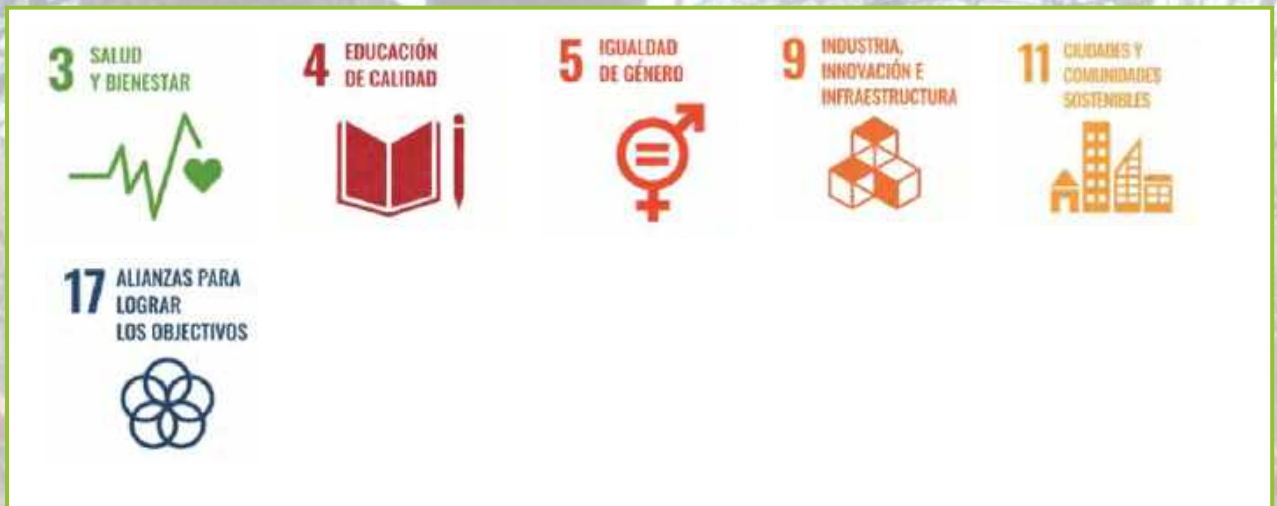 3 SALUD
Y BIENESTAR
4 EDUCACIÓN
DE CALIDAD
5 IGUALDAD
DE GÉNERO
9 INDUSTRIA,
INNOVACIÓN E
INFRAESTRUCTURA
11 CIUDADES Y
COMUNIDADES
SOSTENIBLES
17 ALIANZAS PARA
LOGRAR
LOS OBJECTIVOS